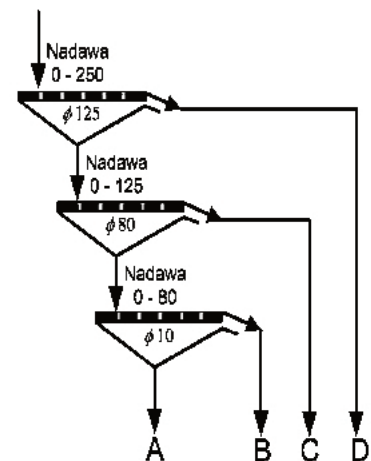 Nadawa
0 - 250
ϕ125
Nadawa
0 - 125
ϕ80
Nadawa
0 - 80
ϕ10
A B C D